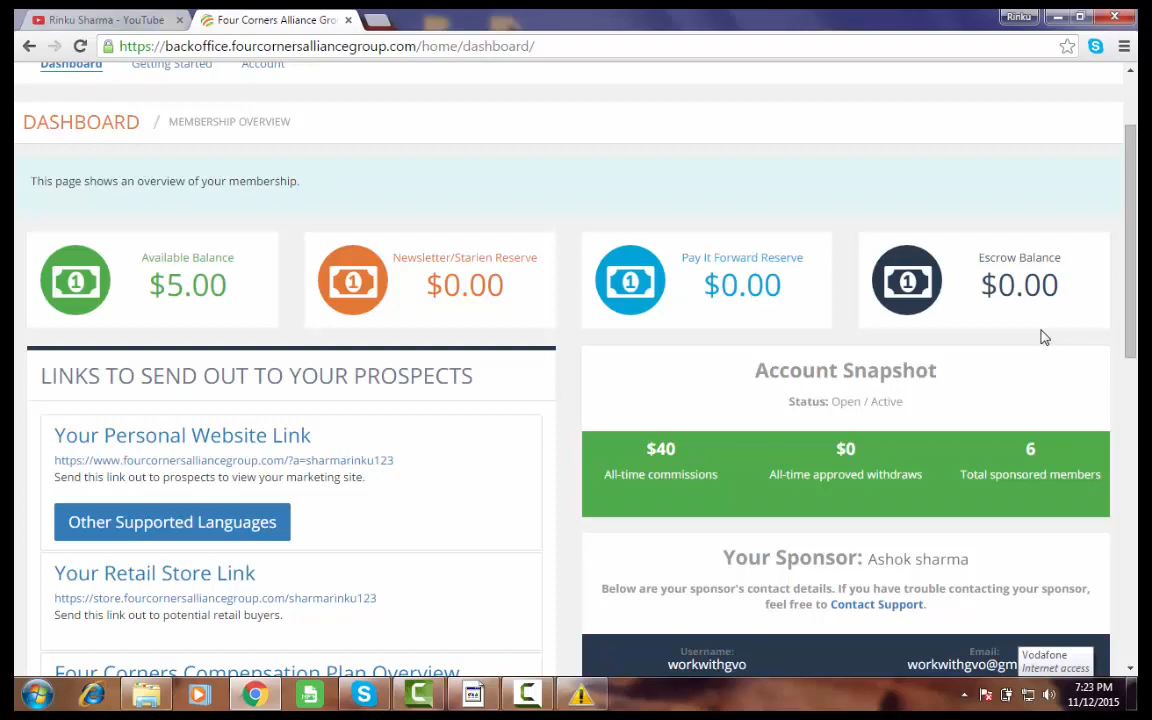 Rinku Sharma - YouTube
Four Corners Alliance Gro
Rinku
https://backoffice.fourcornersalliancegroup.com/home/dashboard/
Dashboard
Getting Started
Account
DASHBOARD / MEMBERSHIP OVERVIEW
This page shows an overview of your membership.
Available Balance
$5.00
Newsletter/Starien Reserve
$0.00
Pay It Forward Reserve
$0.00
Escrow Balance
$0.00
LINKS TO SEND OUT TO YOUR PROSPECTS
Your Personal Website Link
https://www.fourcornersalliancegroup.com/?a=sharmarinku123
Send this link out to prospects to view your marketing site.
Other Supported Languages
Your Retail Store Link
https://store.fourcornersalliancegroup.com/sharmarinku123
Send this link out to potential retail buyers.
Four Corners Compensation Plan Overview
Account Snapshot
Status: Open / Active
$40
All-time commissions
$0
All-time approved withdraws
6
Total sponsored members
Your Sponsor: Ashok sharma
Below are your sponsor's contact details. If you have trouble contacting your sponsor,
feel free to Contact Support.
Username:
workwithgvo
Email:
workwithgvo@gm
Vodafone
Internet access
7:23 PM
11/12/2015